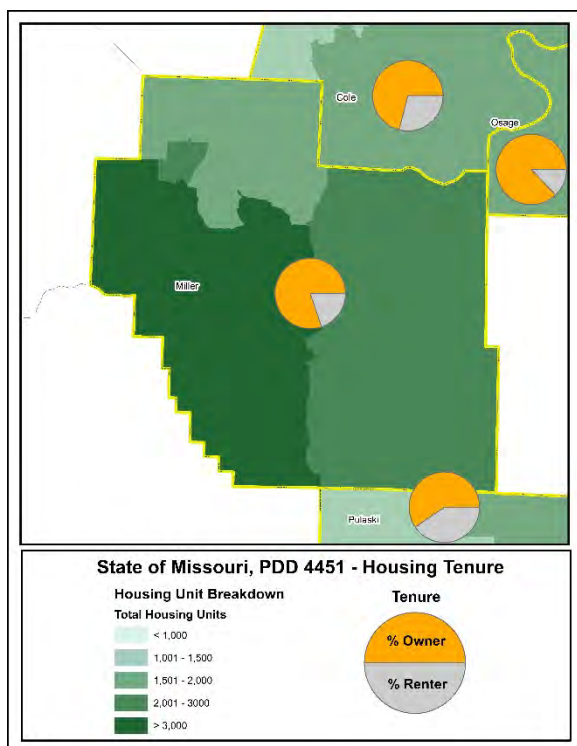 Cole
Osage
Miller
Pulaski
State of Missouri, PDD 4451 - Housing Tenure
Housing Unit Breakdown
Total Housing Units
< 1,000
1,001 - 1,500
1,501 - 2,000
2,001 - 3000
> 3,000
Tenure
% Owner
% Renter